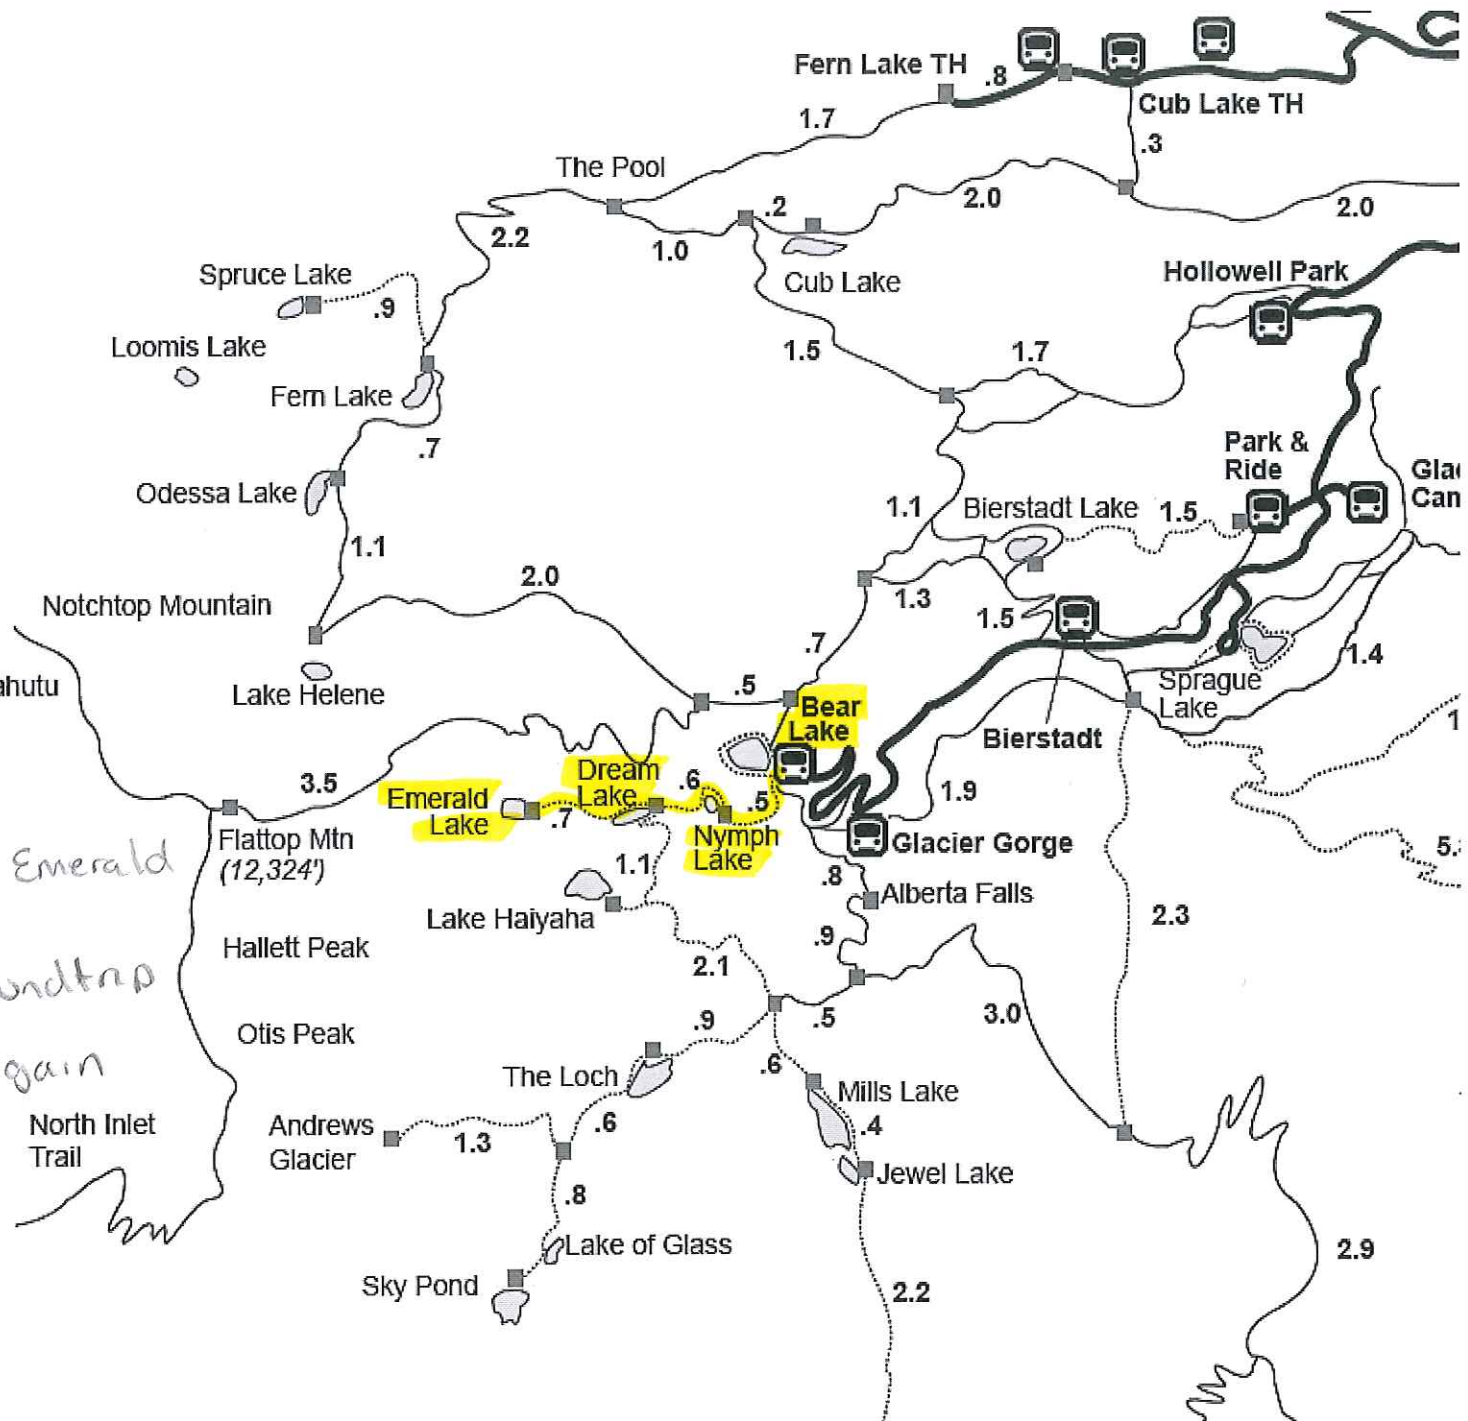 Fern Lake TH
.8
Cub Lake TH
1.7
.3
The Pool
.2
2.0
2.0
2.2
1.0
Cub Lake
Hollowell Park
Spruce Lake
.9
Loomis Lake
1.5
1.7
Fern Lake
.7
Park &
Ride
Odessa Lake
1.1
Bierstadt Lake
1.5
1.1
2.0
Notchtop Mountain
1.3
1.5
.7
1.4
ahutu
Lake Helene
.5
Sprague
Lake
Bear
Lake
Bierstadt
1
Dream
Lake
.6
3.5
Emerald
Lake
.7
.5
1.9
Nymph
Lake
Flattop Mtn
(12,324')
Glacier Gorge
5.
Emerald
1.1
.8
Alberta Falls
Lake Haiyaha
2.3
Hallett Peak
.9
2.1
undtrip
3.0
Otis Peak
.9
.5
gain
The Loch
.6
Mills Lake
North Inlet
Trail
Andrews
Glacier
1.3
.6
.4
Jewel Lake
.8
Lake of Glass
2.9
Sky Pond
2.2